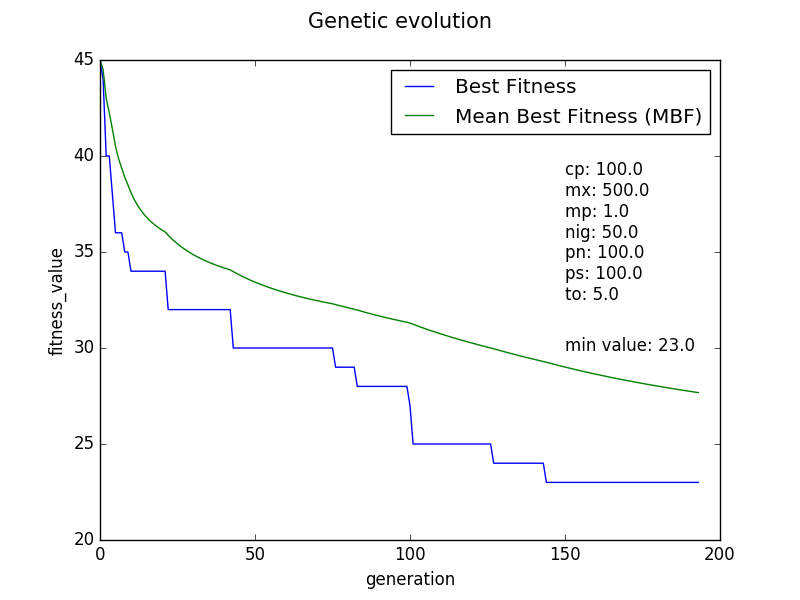 Genetic evolution
Best Fitness
Mean Best Fitness (MBF)
cp: 100.0
mx: 500.0
mp: 1.0
nig: 50.0
pn: 100.0
ps: 100.0
to: 5.0
min value: 23.0
fitness_value
45
40
35
30
25
20
0 50 100 150 200
generation